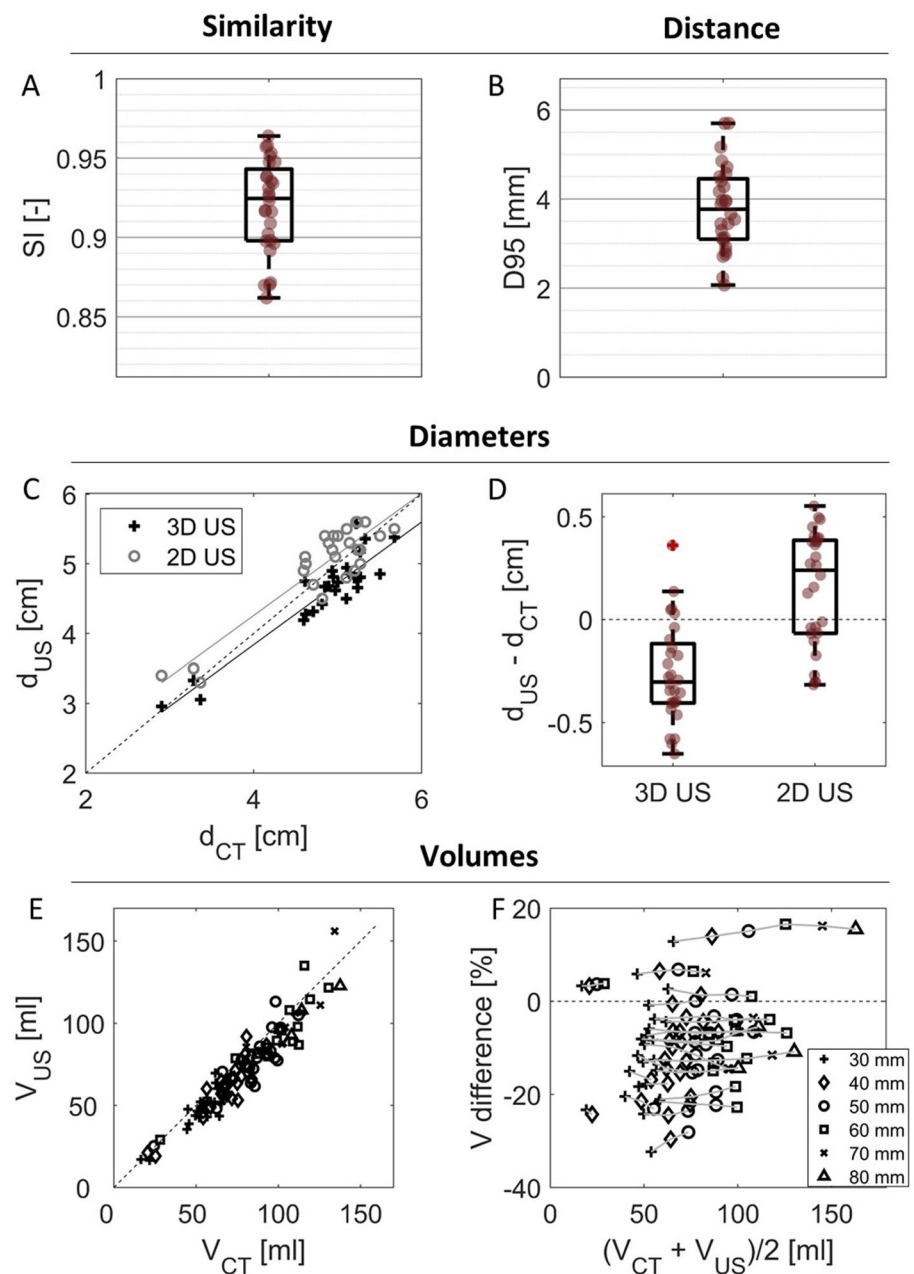 Similarity
Distance
A
1
0.95
0.9
0.85
SI [-]
B
6
4
2
0
D95 [mm]
Diameters
C
6
5
4
3
2
d_US [cm]
3D US
2D US
2
4
6
d_CT [cm]
D
0.5
0
-0.5
d_US - d_CT [cm]
3D US
2D US
Volumes
E
150
100
50
0
V_US [ml]
0
50
100
150
V_CT [ml]
F
20
0
-20
-40
V difference [%]
30 mm
40 mm
50 mm
60 mm
70 mm
80 mm
50
100
150
(V_CT + V_US)/2 [ml]